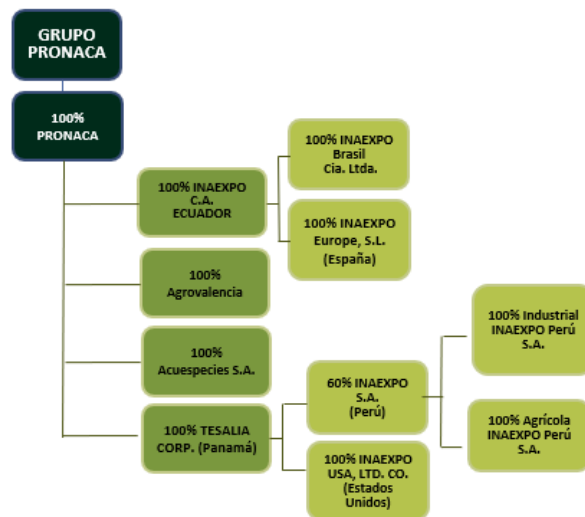 GRUPO
PRONACA
100%
PRONACA
100% INAEXPO
C.A.
ECUADOR
100% INAEXPO
Brasil
Cia. Ltda.
100% INAEXPO
Europe, S.L.
(España)
100%
Agrovalencia
100%
Acuespecies S.A.
100% TESALIA
CORP. (Panamá)
60% INAEXPO
S.A.
(Perú)
100% INAEXPO
USA, LTD. CO.
(Estados
Unidos)
100% Industrial
INAEXPO Perú
S.A.
100% Agrícola
INAEXPO Perú
S.A.